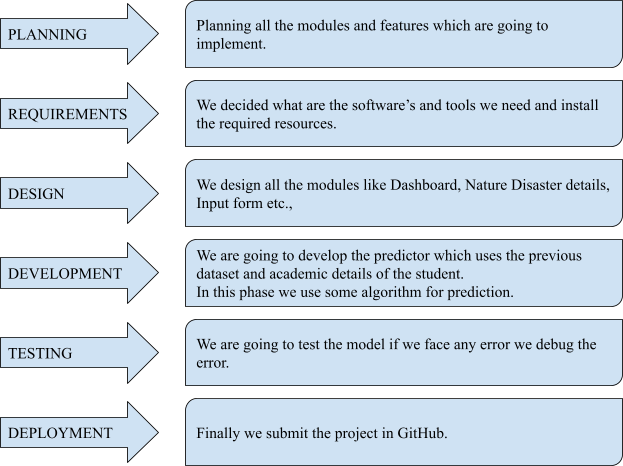 PLANNING
Planning all the modules and features which are going to
implement.
REQUIREMENTS
We decided what are the software's and tools we need and install
the required resources.
DESIGN
We design all the modules like Dashboard, Nature Disaster details,
Input form etc.,
DEVELOPMENT
We are going to develop the predictor which uses the previous
dataset and academic details of the student.
In this phase we use some algorithm for prediction.
TESTING
We are going to test the model if we face any error we debug the
error.
DEPLOYMENT
Finally we submit the project in GitHub.